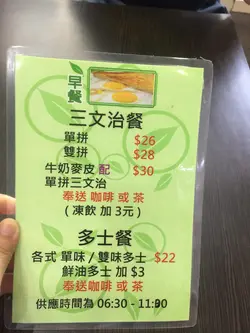 早餐
三文治餐
單拼 $26
雙拼 $28
牛奶麥皮 配 $30
單拼三文治
奉送 咖啡 或 茶
( 凍飲 加 3元 )
多士餐
各式 單味 / 雙味多士 $22
鮮油多士 加 $3
奉送 咖啡 或 茶
供應時間為 06:30 - 11:00